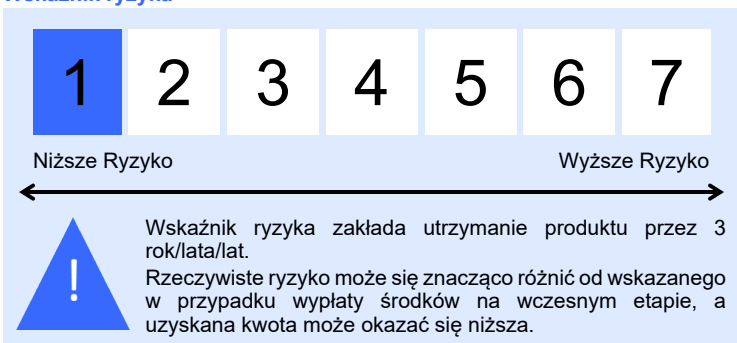 Wskaźnik ryzyka
1 2 3 4 5 6 7
Niższe Ryzyko Wyższe Ryzyko
!
Wskaźnik ryzyka zakłada utrzymanie produktu przez 3
rok/lata/lat.
Rzeczywiste ryzyko może się znacząco różnić od wskazanego
w przypadku wypłaty środków na wczesnym etapie, a
uzyskana kwota może okazać się niższa.